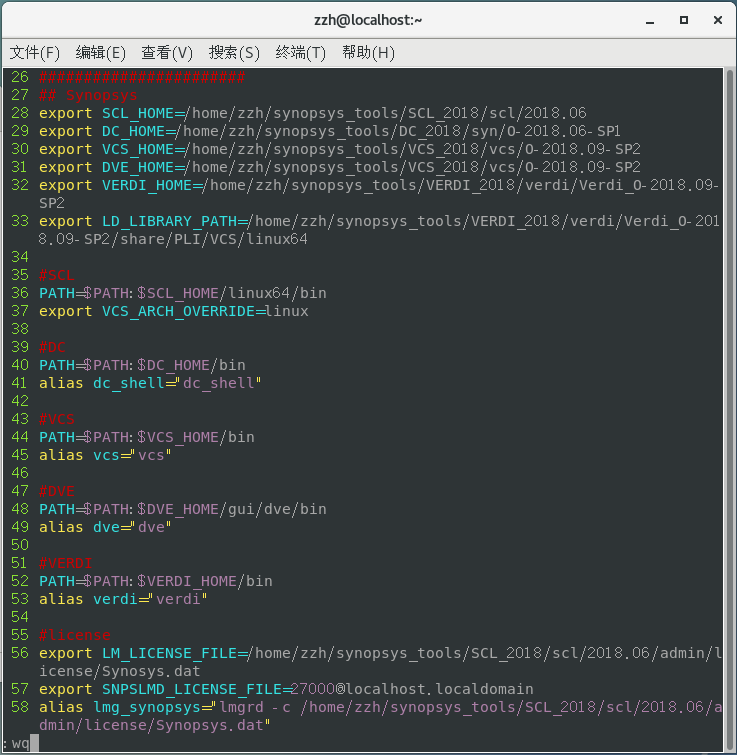 zzh@localhost:~
文件(F) 编辑(E) 查看(V) 搜索(S) 终端(T) 帮助(H)
26 #######################
27 ## Synopsys
28 export SCL_HOME=/home/zzh/synopsys_tools/SCL_2018/scl/2018.06
29 export DC_HOME=/home/zzh/synopsys_tools/DC_2018/syn/O-2018.06-SP1
30 export VCS_HOME=/home/zzh/synopsys_tools/VCS_2018/vcs/O-2018.09-SP2
31 export DVE_HOME=/home/zzh/synopsys_tools/VCS_2018/vcs/O-2018.09-SP2
32 export VERDI_HOME=/home/zzh/synopsys_tools/VERDI_2018/verdi/Verdi_O-2018.09-
SP2
33 export LD_LIBRARY_PATH=/home/zzh/synopsys_tools/VERDI_2018/verdi/Verdi_O-201
8.09-SP2/share/PLI/VCS/linux64
34
35 #SCL
36 PATH=$PATH:$SCL_HOME/linux64/bin
37 export VCS_ARCH_OVERRIDE=linux
38
39 #DC
40 PATH=$PATH:$DC_HOME/bin
41 alias dc_shell="dc_shell"
42
43 #VCS
44 PATH=$PATH:$VCS_HOME/bin
45 alias vcs="vcs"
46
47 #DVE
48 PATH=$PATH:$DVE_HOME/gui/dve/bin
49 alias dve="dve"
50
51 #VERDI
52 PATH=$PATH:$VERDI_HOME/bin
53 alias verdi="verdi"
54
55 #license
56 export LM_LICENSE_FILE=/home/zzh/synopsys_tools/SCL_2018/scl/2018.06/admin/l
icense/Synosys.dat
57 export SNPSLMD_LICENSE_FILE=27000@localhost.localdomain
58 alias lmg_synopsys="lmgrd -c /home/zzh/synopsys_tools/SCL_2018/scl/2018.06/a
dmin/license/Synopsys.dat"
:wq